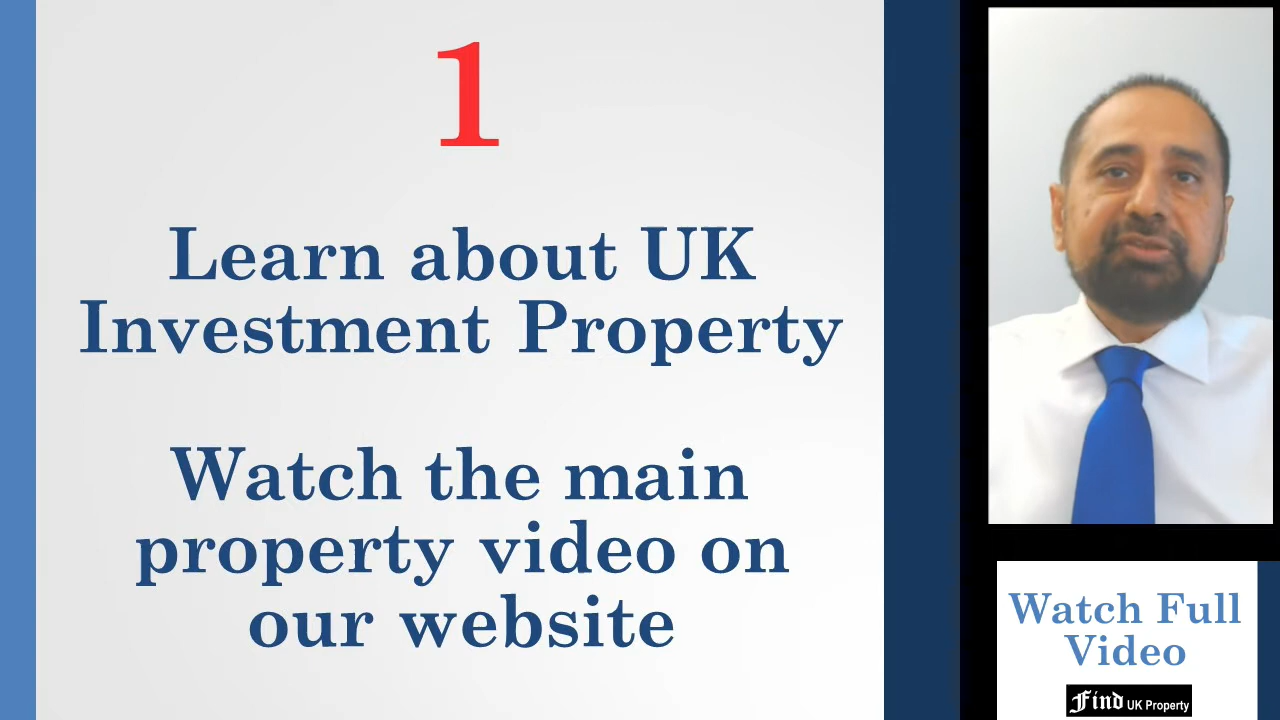 1
Learn about UK
Investment Property
Watch the main
property video on
our website
Watch Full
Video
Find UK Property